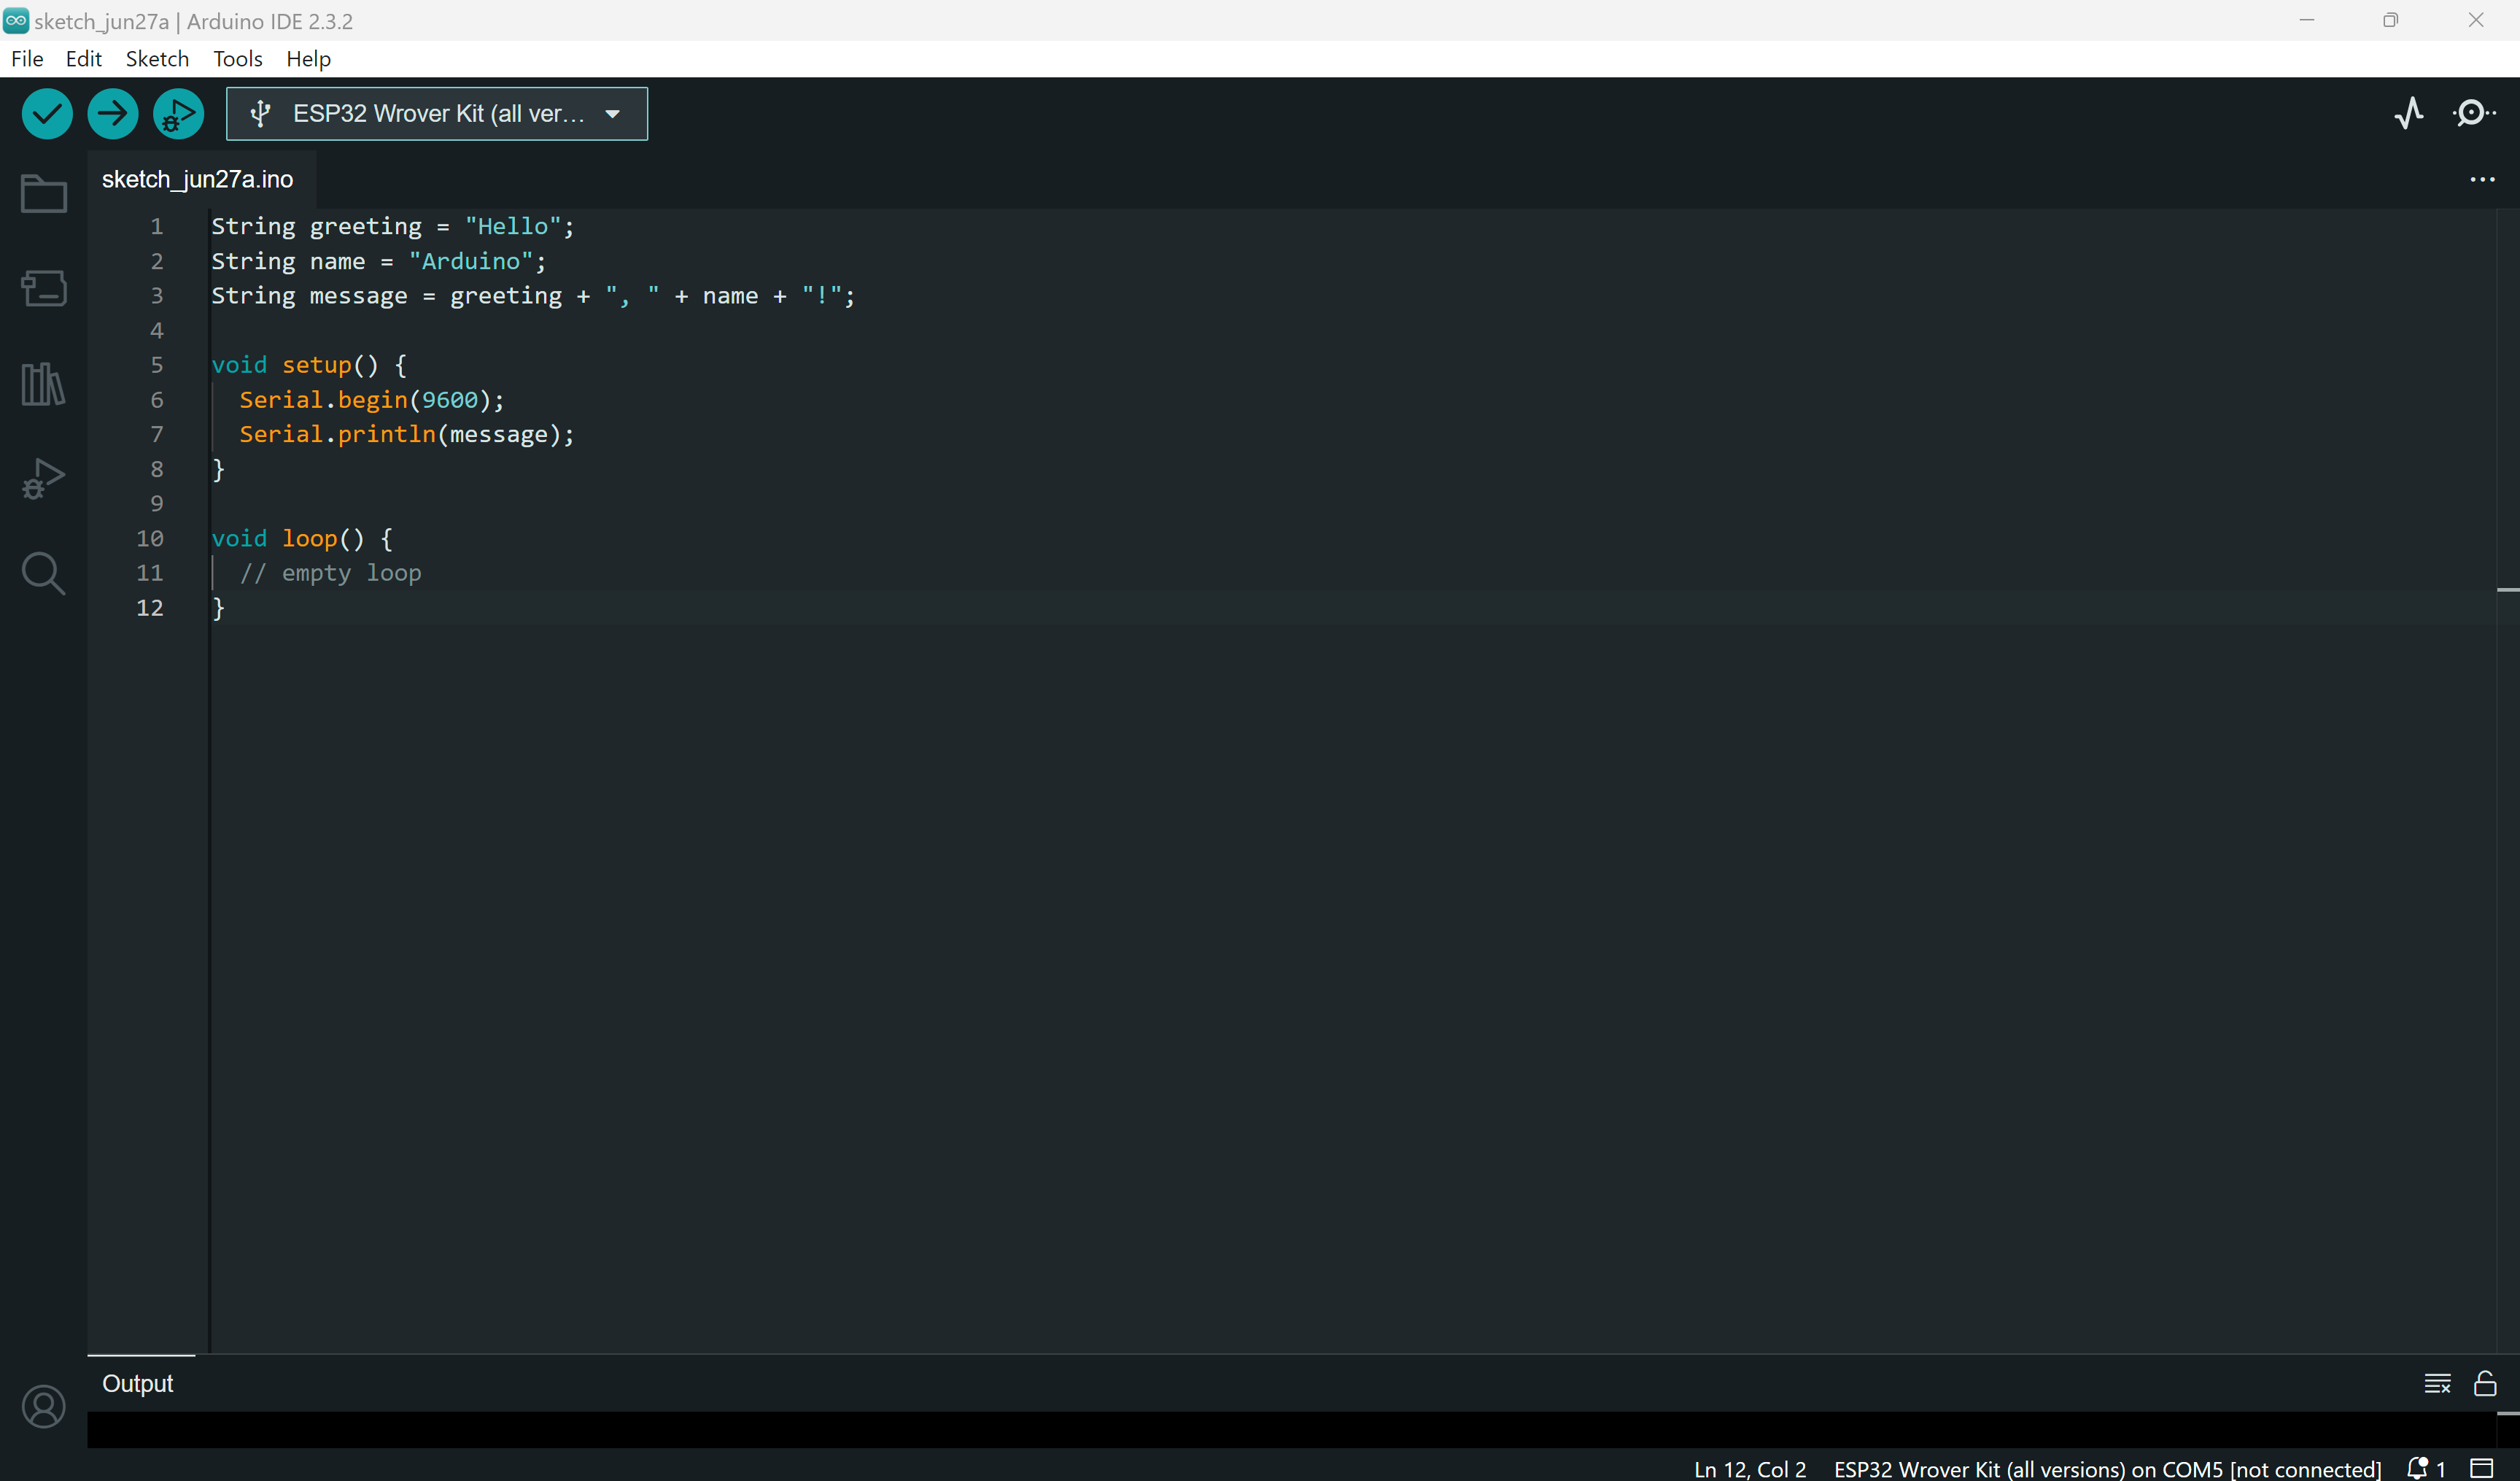 sketch_jun27a | Arduino IDE 2.3.2
File Edit Sketch Tools Help
ESP32 Wrover Kit (all ver...
sketch_jun27a.ino
1 String greeting = "Hello";
2 String name = "Arduino";
3 String message = greeting + ", " + name + "!";
4
5 void setup() {
6   Serial.begin(9600);
7   Serial.println(message);
8 }
9
10 void loop() {
11   // empty loop
12 }
Output
Ln 12, Col 2 ESP32 Wrover Kit (all versions) on COM5 [not connected] 1